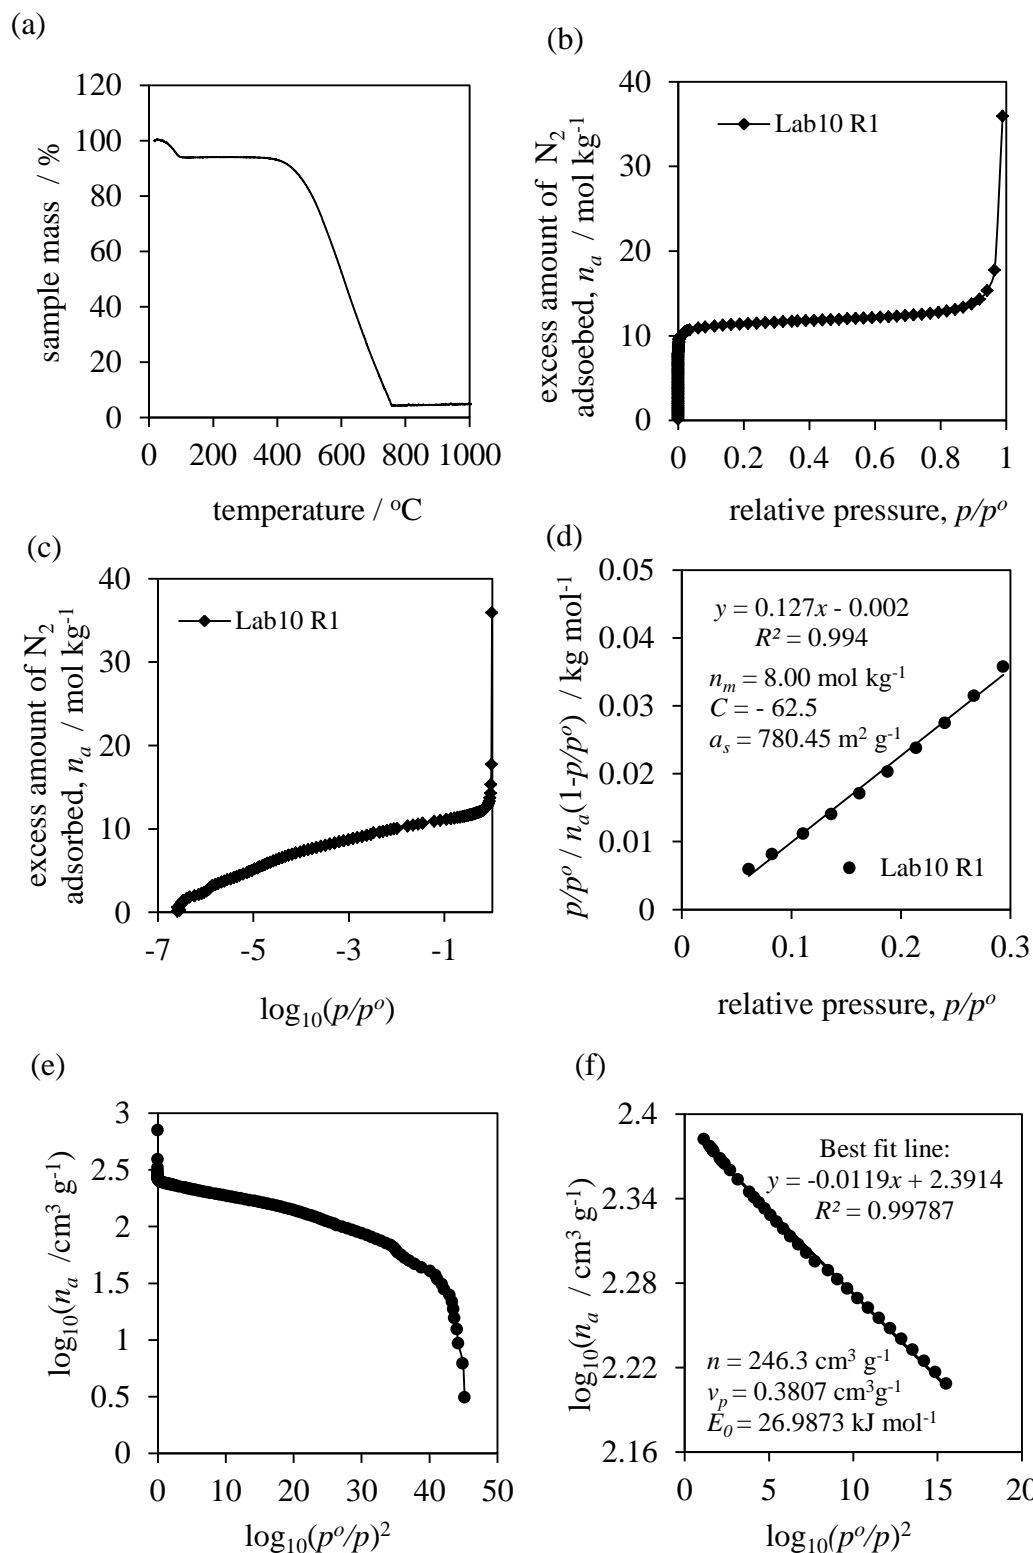 (a)
120
100
80
60
40
20
0
sample mass / %
0 200 400 600 800 1000
temperature / ᵒC
(b)
40
30
20
10
0
excess amount of N₂
adsoebed, nₐ / mol kg⁻¹
Lab10 R1
0 0.2 0.4 0.6 0.8 1
relative pressure, p/pᵒ
(c)
40
30
20
10
0
excess amount of N₂
adsorbed, nₐ / mol kg⁻¹
Lab10 R1
-7 -5 -3 -1
log₁₀(p/pᵒ)
(d)
0.05
0.04
0.03
0.02
0.01
0
p/pᵒ / nₐ(1-p/pᵒ) / kg mol⁻¹
y = 0.127x - 0.002
R² = 0.994
nₘ = 8.00 mol kg⁻¹
C = - 62.5
aₛ = 780.45 m² g⁻¹
Lab10 R1
0 0.1 0.2 0.3
relative pressure, p/pᵒ
(e)
3
2.5
2
1.5
1
0.5
0
log₁₀(nₐ /cm³ g⁻¹)
0 10 20 30 40 50
log₁₀(pᵒ/p)²
(f)
2.4
2.34
2.28
2.22
2.16
log₁₀(nₐ / cm³ g⁻¹)
Best fit line:
y = -0.0119x + 2.3914
R² = 0.99787
n = 246.3 cm³ g⁻¹
vₚ = 0.3807 cm³g⁻¹
E₀ = 26.9873 kJ mol⁻¹
0 5 10 15 20
log₁₀(pᵒ/p)²